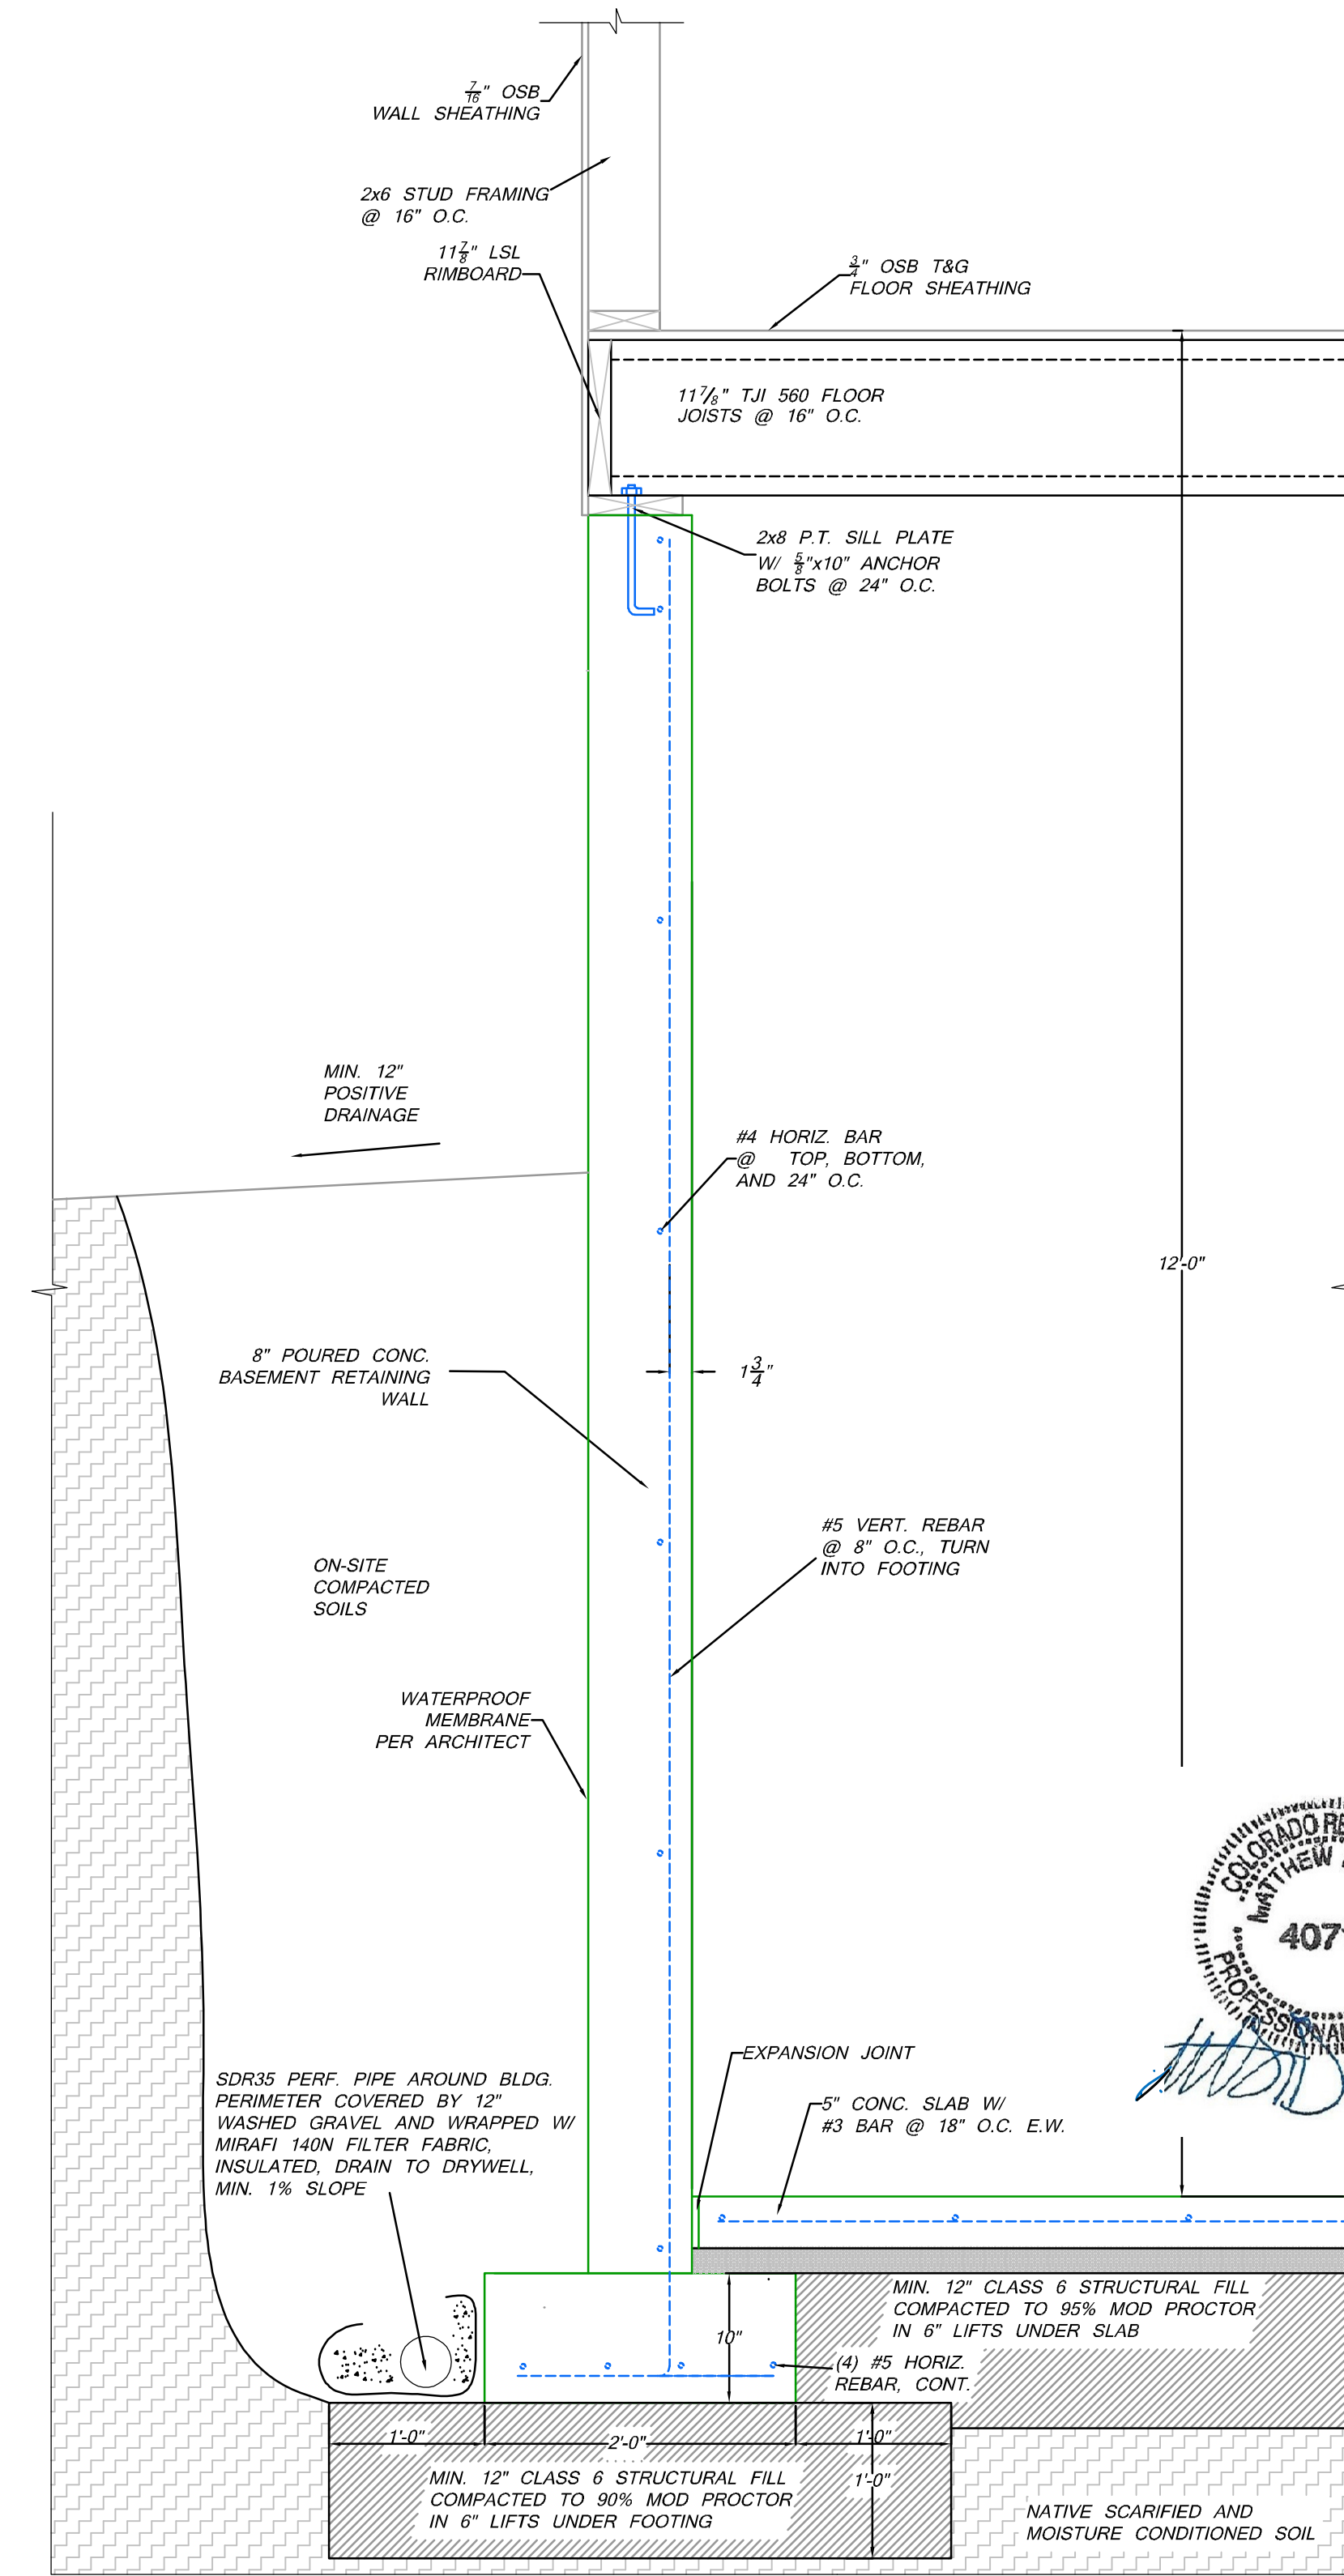 7/16" OSB
WALL SHEATHING
2x6 STUD FRAMING
@ 16" O.C.
11 7/8" LSL
RIMBOARD
3/4" OSB T&G
FLOOR SHEATHING
11 7/8" TJI 560 FLOOR
JOISTS @ 16" O.C.
2x8 P.T. SILL PLATE
W/ 5/8"x10" ANCHOR
BOLTS @ 24" O.C.
MIN. 12"
POSITIVE
DRAINAGE
#4 HORIZ. BAR
@ TOP, BOTTOM,
AND 24" O.C.
12'-0"
8" POURED CONC.
BASEMENT RETAINING
WALL
1 3/4"
#5 VERT. REBAR
@ 8" O.C., TURN
INTO FOOTING
ON-SITE
COMPACTED
SOILS
WATERPROOF
MEMBRANE
PER ARCHITECT
COLORADO
MATTHEW
407
PROFESSIONAL
EXPANSION JOINT
5" CONC. SLAB W/
#3 BAR @ 18" O.C. E.W.
SDR35 PERF. PIPE AROUND BLDG.
PERIMETER COVERED BY 12"
WASHED GRAVEL AND WRAPPED W/
MIRAFI 140N FILTER FABRIC,
INSULATED, DRAIN TO DRYWELL,
MIN. 1% SLOPE
MIN. 12" CLASS 6 STRUCTURAL FILL
COMPACTED TO 95% MOD PROCTOR
IN 6" LIFTS UNDER SLAB
10"
(4) #5 HORIZ.
REBAR, CONT.
1'-0"
2'-0"
1'-0"
1'-0"
MIN. 12" CLASS 6 STRUCTURAL FILL
COMPACTED TO 90% MOD PROCTOR
IN 6" LIFTS UNDER FOOTING
NATIVE SCARIFIED AND
MOISTURE CONDITIONED SOIL